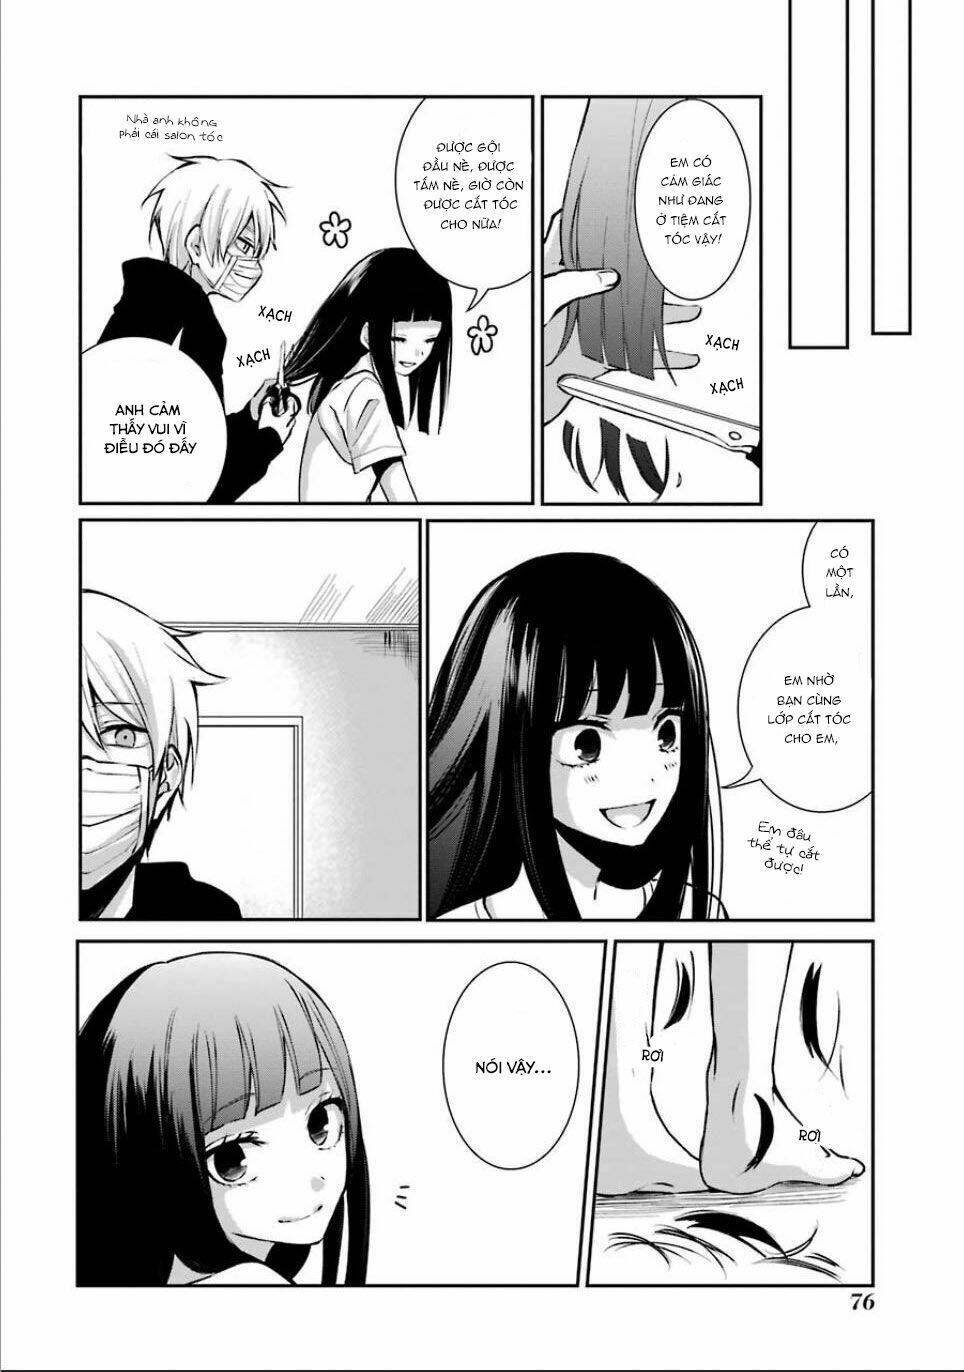 EM CÓ
CẢM GIÁC
NHƯ ĐANG
Ở TIỆM CẮT
TÓC VẬY!
XẠCH
XẠCH
ĐƯỢC GỘI
ĐẦU NÈ, ĐƯỢC
TẮM NÈ, GIỜ CÒN
ĐƯỢC CẮT TÓC
CHO NỮA!
Nhà anh không
phải cái salon tóc
XẠCH
XẠCH
ANH CẢM
THẤY VUI VÌ
ĐIỀU ĐÓ ĐẤY
CÓ
MỘT
LẦN,
EM NHỜ
BẠN CÙNG
LỚP CẮT TÓC
CHO EM,
Em đâu
thể tự cắt
được!
RƠI
RƠI
NÓI VẬY...
76